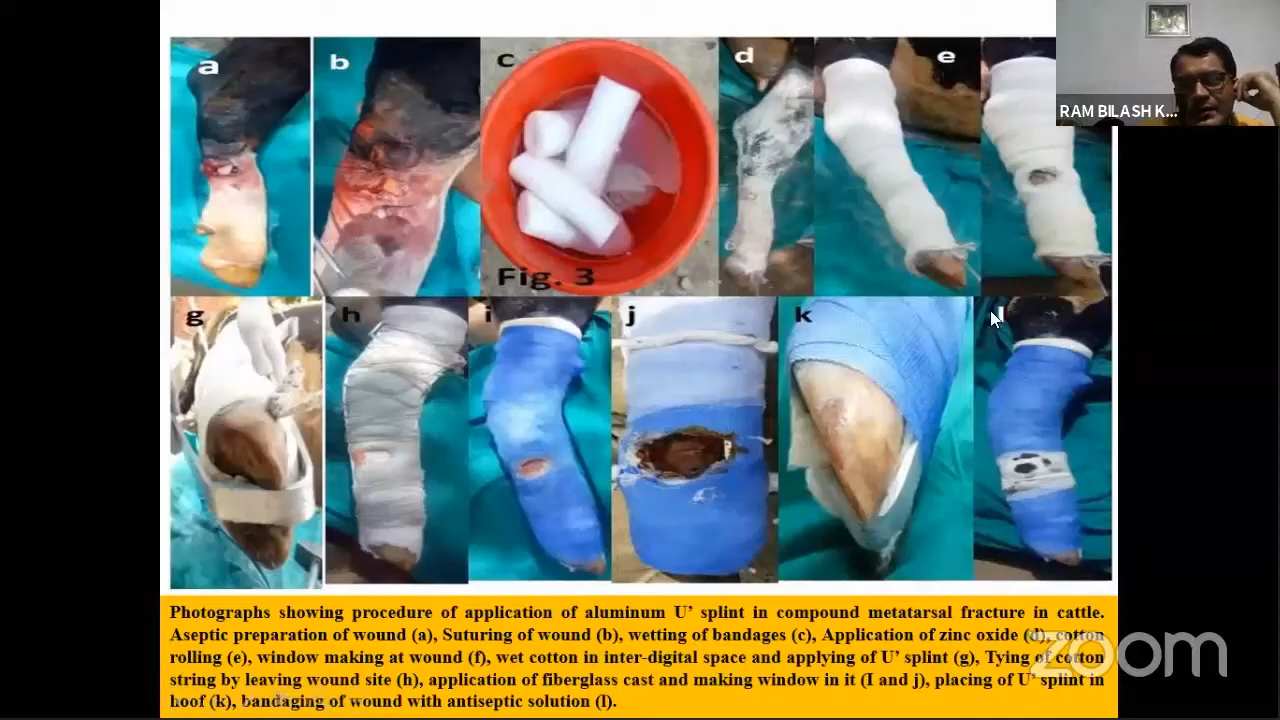 a b c d e
RAM BILASH K...
Fig. 3
g h i j k l
Photographs showing procedure of application of aluminum U’ splint in compound metatarsal fracture in cattle.
Aseptic preparation of wound (a), Suturing of wound (b), wetting of bandages (c), Application of zinc oxide (d), cotton
rolling (e), window making at wound (f), wet cotton in inter-digital space and applying of U’ splint (g), Tying of cotton
string by leaving wound site (h), application of fiberglass cast and making window in it (I and j), placing of U’ splint in
hoof (k), bandaging of wound with antiseptic solution (l).
zoom